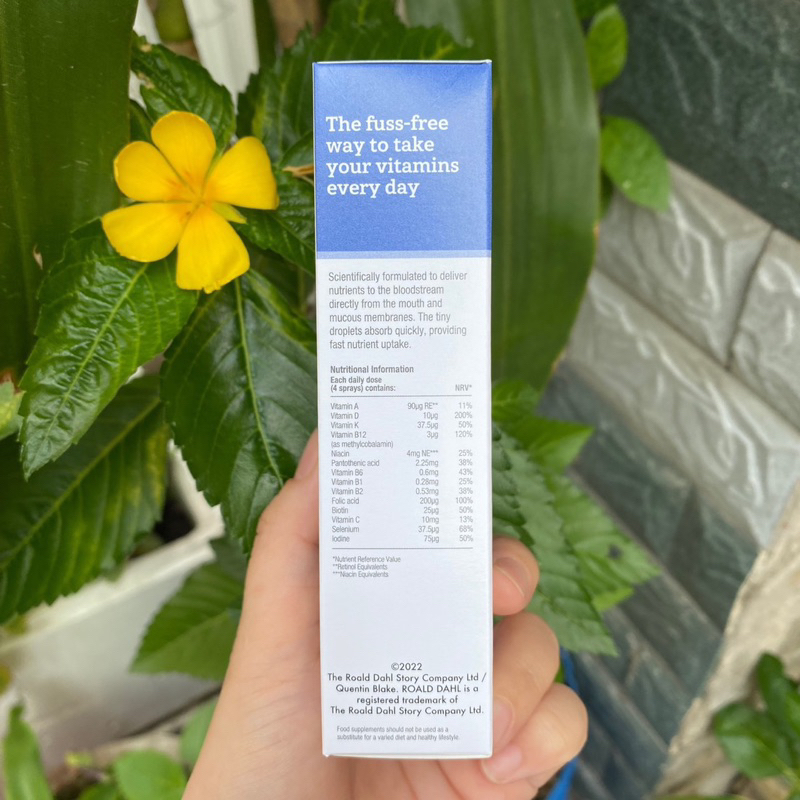 The fuss-free
way to take
your vitamins
every day
Scientifically formulated to deliver
nutrients to the bloodstream
directly from the mouth and
mucous membranes. The tiny
droplets absorb quickly, providing
fast nutrient uptake.
Nutritional Information
Each daily dose
(4 sprays) contains: NRV*
Vitamin A 90µg RE** 11%
Vitamin D 10µg 200%
Vitamin K 37.5µg 50%
Vitamin B12 3µg 120%
(as methylcobalamin)
Niacin 4mg NE*** 25%
Pantothenic acid 2.25mg 38%
Vitamin B6 0.6mg 43%
Vitamin B1 0.28mg 25%
Vitamin B2 0.53mg 38%
Folic acid 200µg 100%
Biotin 25µg 50%
Vitamin C 10mg 13%
Selenium 37.5µg 68%
Iodine 75µg 50%
*Nutrient Reference Value
**Retinol Equivalents
***Niacin Equivalents
©2022
The Roald Dahl Story Company Ltd /
Quentin Blake. ROALD DAHL is a
registered trademark of
The Roald Dahl Story Company Ltd.
Food supplements should not be used as a
substitute for a varied diet and healthy lifestyle.